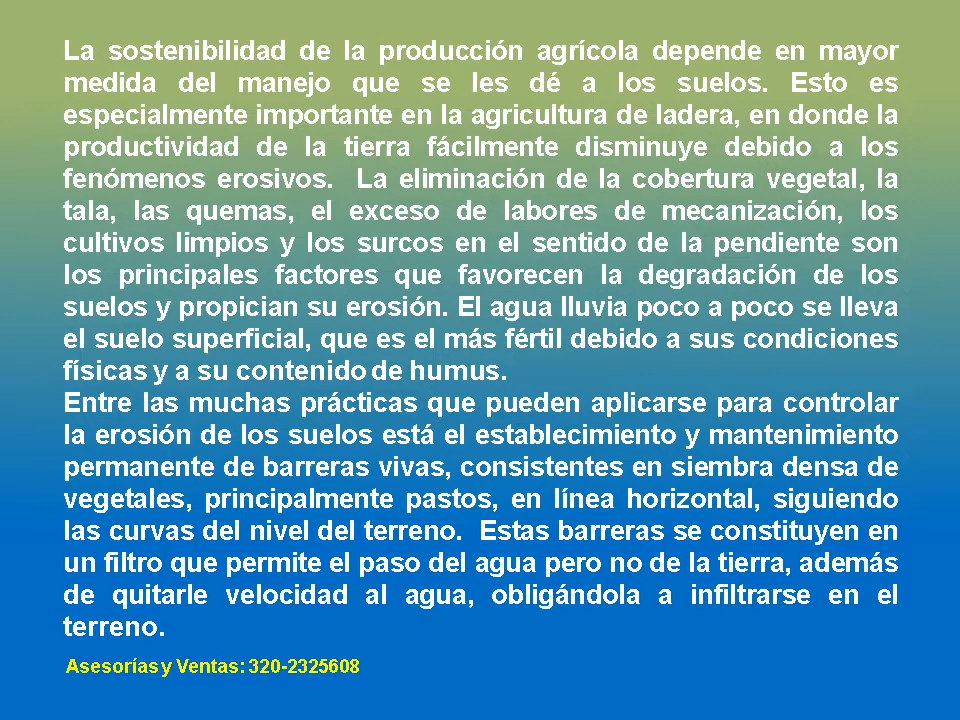 La sostenibilidad de la producción agrícola depende en mayor
medida del manejo que se les dé a los suelos. Esto es
especialmente importante en la agricultura de ladera, en donde la
productividad de la tierra fácilmente disminuye debido a los
fenómenos erosivos. La eliminación de la cobertura vegetal, la
tala, las quemas, el exceso de labores de mecanización, los
cultivos limpios y los surcos en el sentido de la pendiente son
los principales factores que favorecen la degradación de los
suelos y propician su erosión. El agua lluvia poco a poco se lleva
el suelo superficial, que es el más fértil debido a sus condiciones
físicas y a su contenido de humus.
Entre las muchas prácticas que pueden aplicarse para controlar
la erosión de los suelos está el establecimiento y mantenimiento
permanente de barreras vivas, consistentes en siembra densa de
vegetales, principalmente pastos, en línea horizontal, siguiendo
las curvas del nivel del terreno. Estas barreras se constituyen en
un filtro que permite el paso del agua pero no de la tierra, además
de quitarle velocidad al agua, obligándola a infiltrarse en el
terreno.
Asesorías y Ventas: 320-2325608